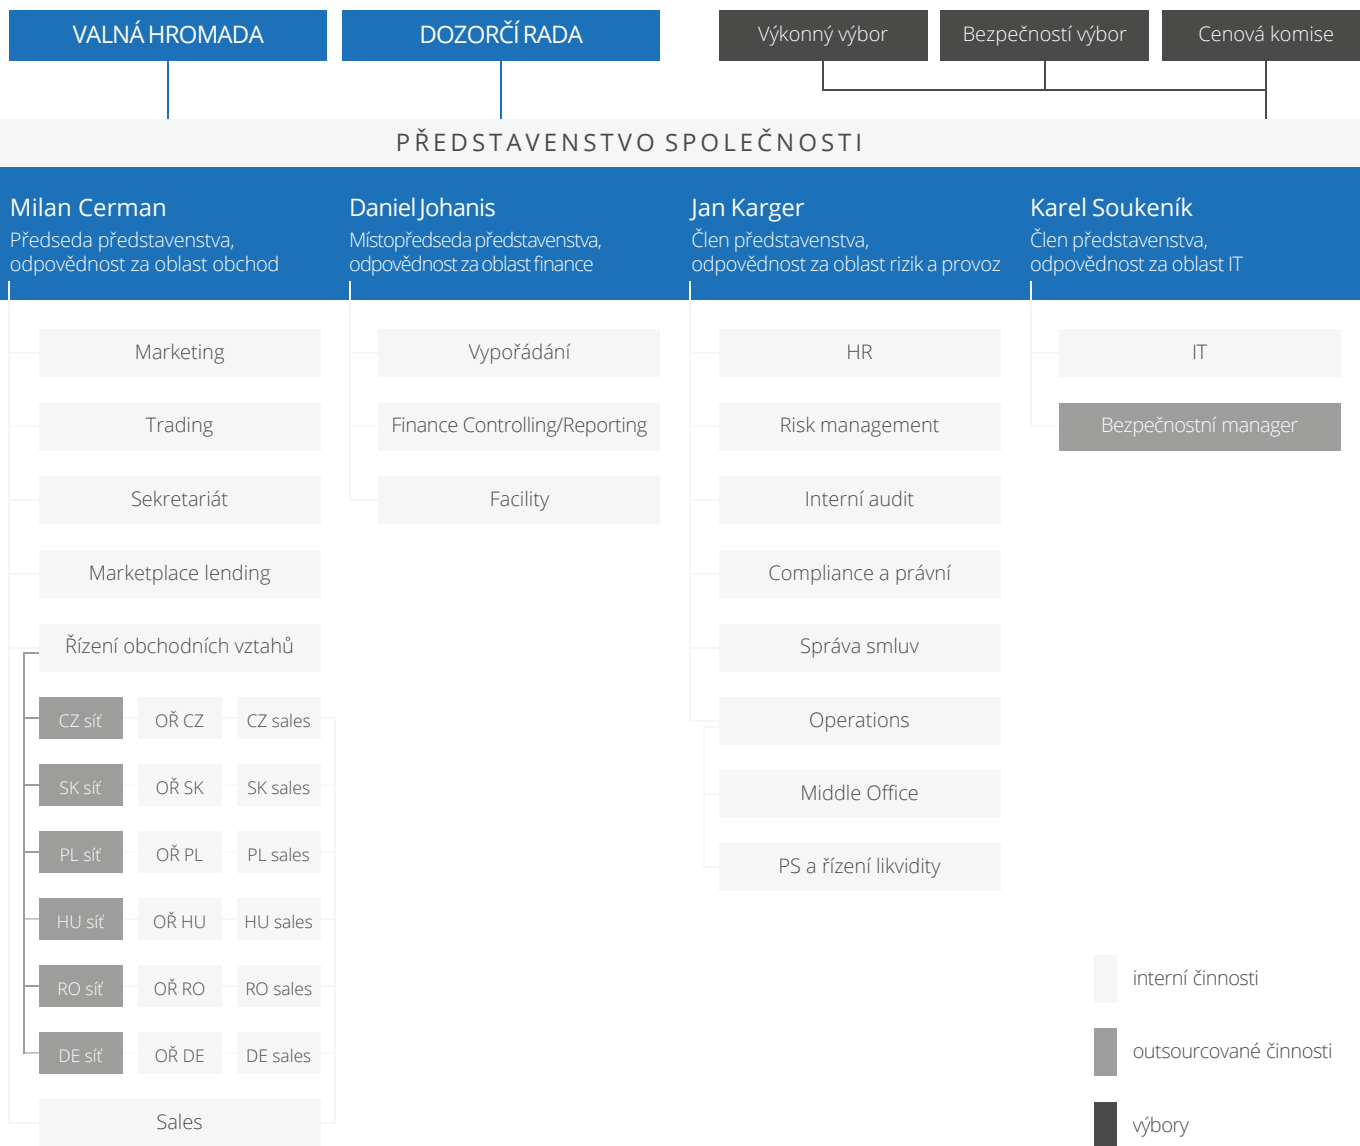 VALNÁ HROMADA
DOZORČÍ RADA
Výkonný výbor
Bezpečností výbor
Cenová komise
PŘEDSTAVENSTVO SPOLEČNOSTI
Milan Cerman
Předseda představenstva,
odpovědnost za oblast obchod
Daniel Johanis
Místopředseda představenstva,
odpovědnost za oblast finance
Jan Karger
Člen představenstva,
odpovědnost za oblast rizik a provoz
Karel Soukeník
Člen představenstva,
odpovědnost za oblast IT
Marketing
Trading
Sekretariát
Marketplace lending
Řízení obchodních vztahů
CZ síť
OŘ CZ
CZ sales
SK síť
OŘ SK
SK sales
PL síť
OŘ PL
PL sales
HU síť
OŘ HU
HU sales
RO síť
OŘ RO
RO sales
DE síť
OŘ DE
DE sales
Sales
Vypořádání
Finance Controlling/Reporting
Facility
HR
Risk management
Interní audit
Compliance a právní
Správa smluv
Operations
Middle Office
PS a řízení likvidity
IT
Bezpečnostní manager
interní činnosti
outsourcované činnosti
výbory